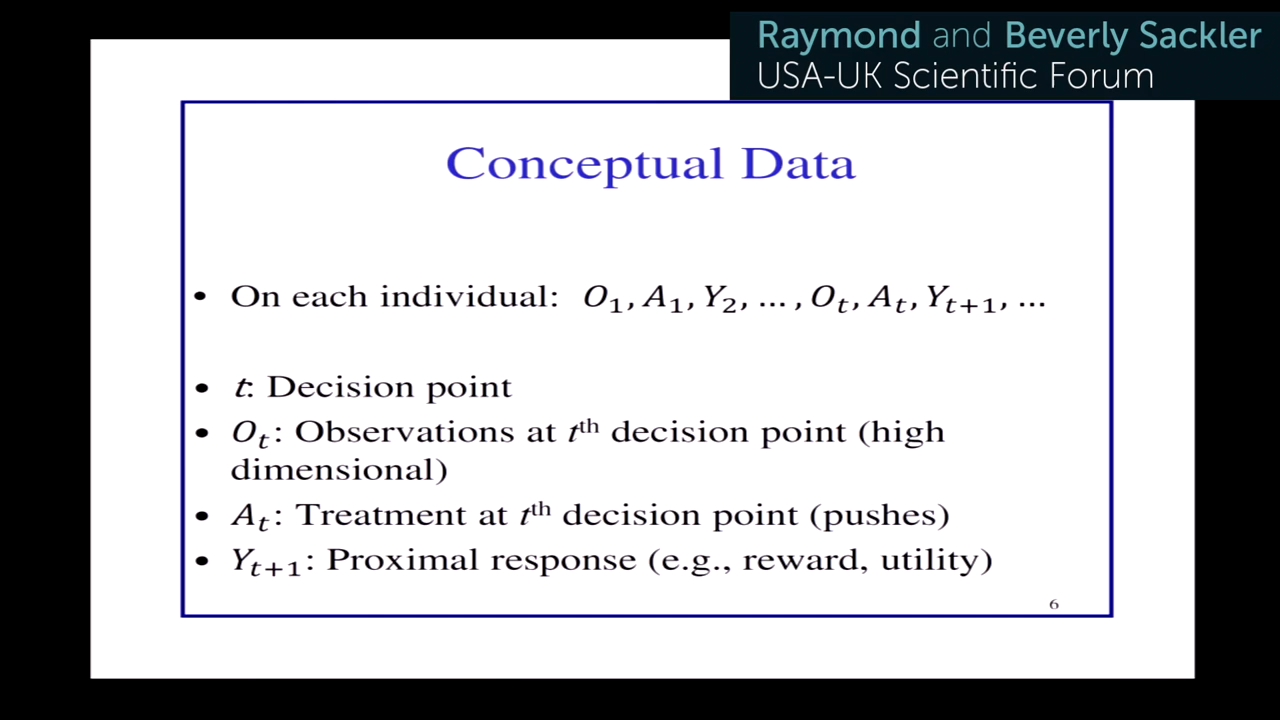 Raymond and Beverly Sackler
USA-UK Scientific Forum
Conceptual Data
• On each individual: O₁, A₁, Y₂, … , Oₜ, Aₜ, Yₜ₊₁, …
• t: Decision point
• Oₜ: Observations at tᵗʰ decision point (high
dimensional)
• Aₜ: Treatment at tᵗʰ decision point (pushes)
• Yₜ₊₁: Proximal response (e.g., reward, utility)
6